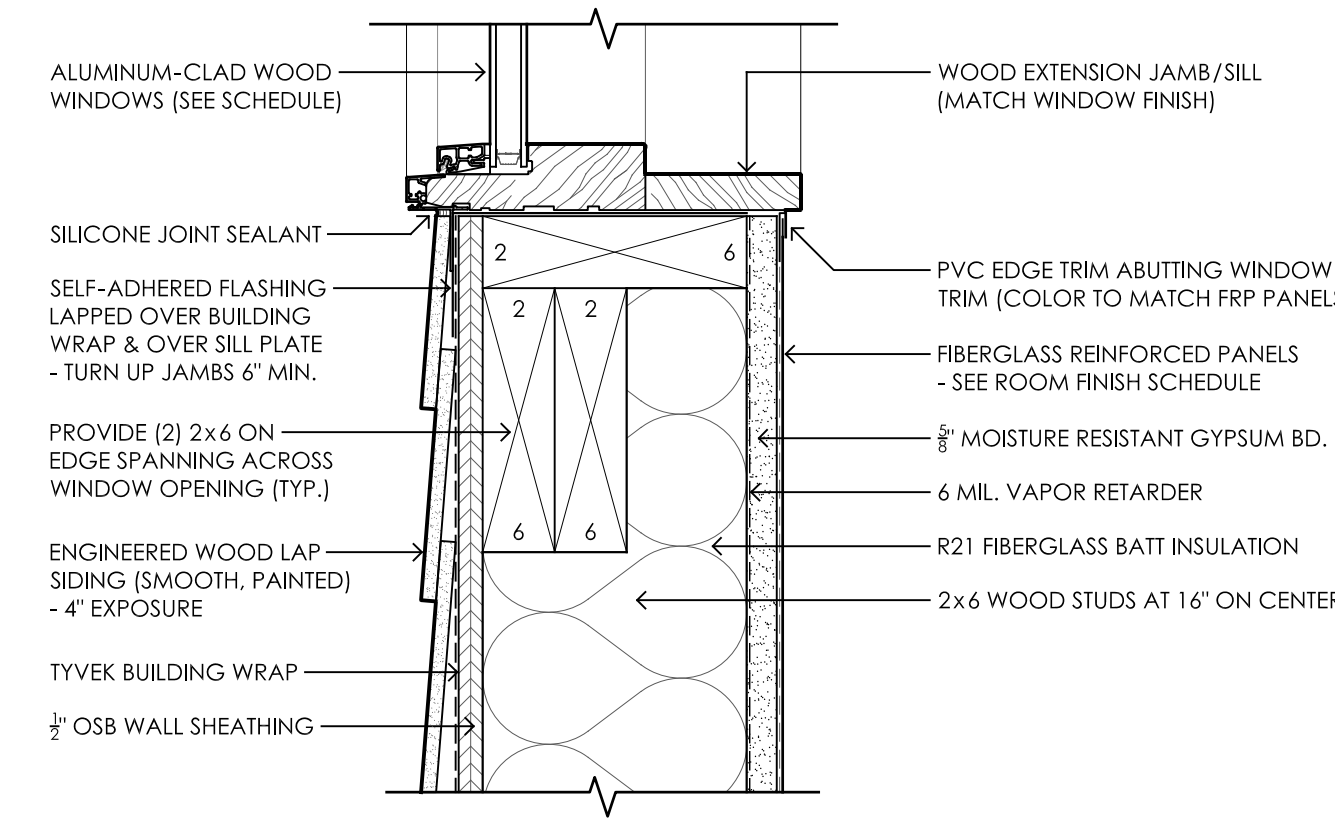 ALUMINUM-CLAD WOOD
WINDOWS (SEE SCHEDULE)
SILICONE JOINT SEALANT
SELF-ADHERED FLASHING
LAPPED OVER BUILDING
WRAP & OVER SILL PLATE
- TURN UP JAMBS 6" MIN.
PROVIDE (2) 2x6 ON
EDGE SPANNING ACROSS
WINDOW OPENING (TYP.)
ENGINEERED WOOD LAP
SIDING (SMOOTH, PAINTED)
- 4" EXPOSURE
TYVEK BUILDING WRAP
1/2" OSB WALL SHEATHING
2 6
2 2
6 6
WOOD EXTENSION JAMB/SILL
(MATCH WINDOW FINISH)
PVC EDGE TRIM ABUTTING WINDOW
TRIM (COLOR TO MATCH FRP PANELS
FIBERGLASS REINFORCED PANELS
- SEE ROOM FINISH SCHEDULE
5/8" MOISTURE RESISTANT GYPSUM BD.
6 MIL. VAPOR RETARDER
R21 FIBERGLASS BATT INSULATION
2x6 WOOD STUDS AT 16" ON CENTER